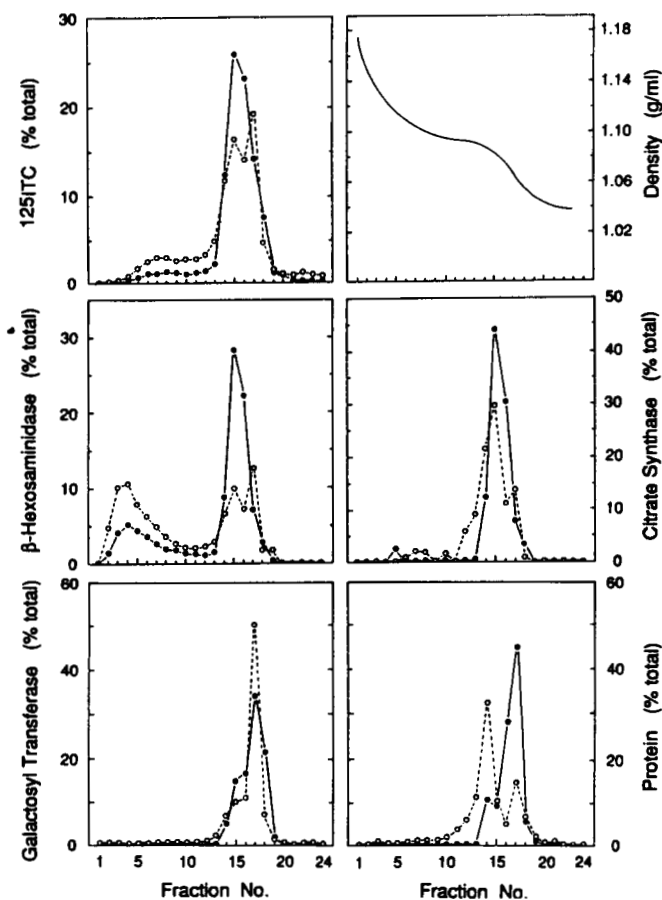 30
20
10
0
125ITC (% total)
1.18
1.14
1.10
1.06
1.02
Density (g/ml)
30
20
10
0
β-Hexosaminidase (% total)
50
40
30
20
10
0
Citrate Synthase (% total)
60
40
20
0
Galactosyl Transferase (% total)
1 5 10 15 20 24
Fraction No.
60
40
20
0
Protein (% total)
1 5 10 15 20 24
Fraction No.